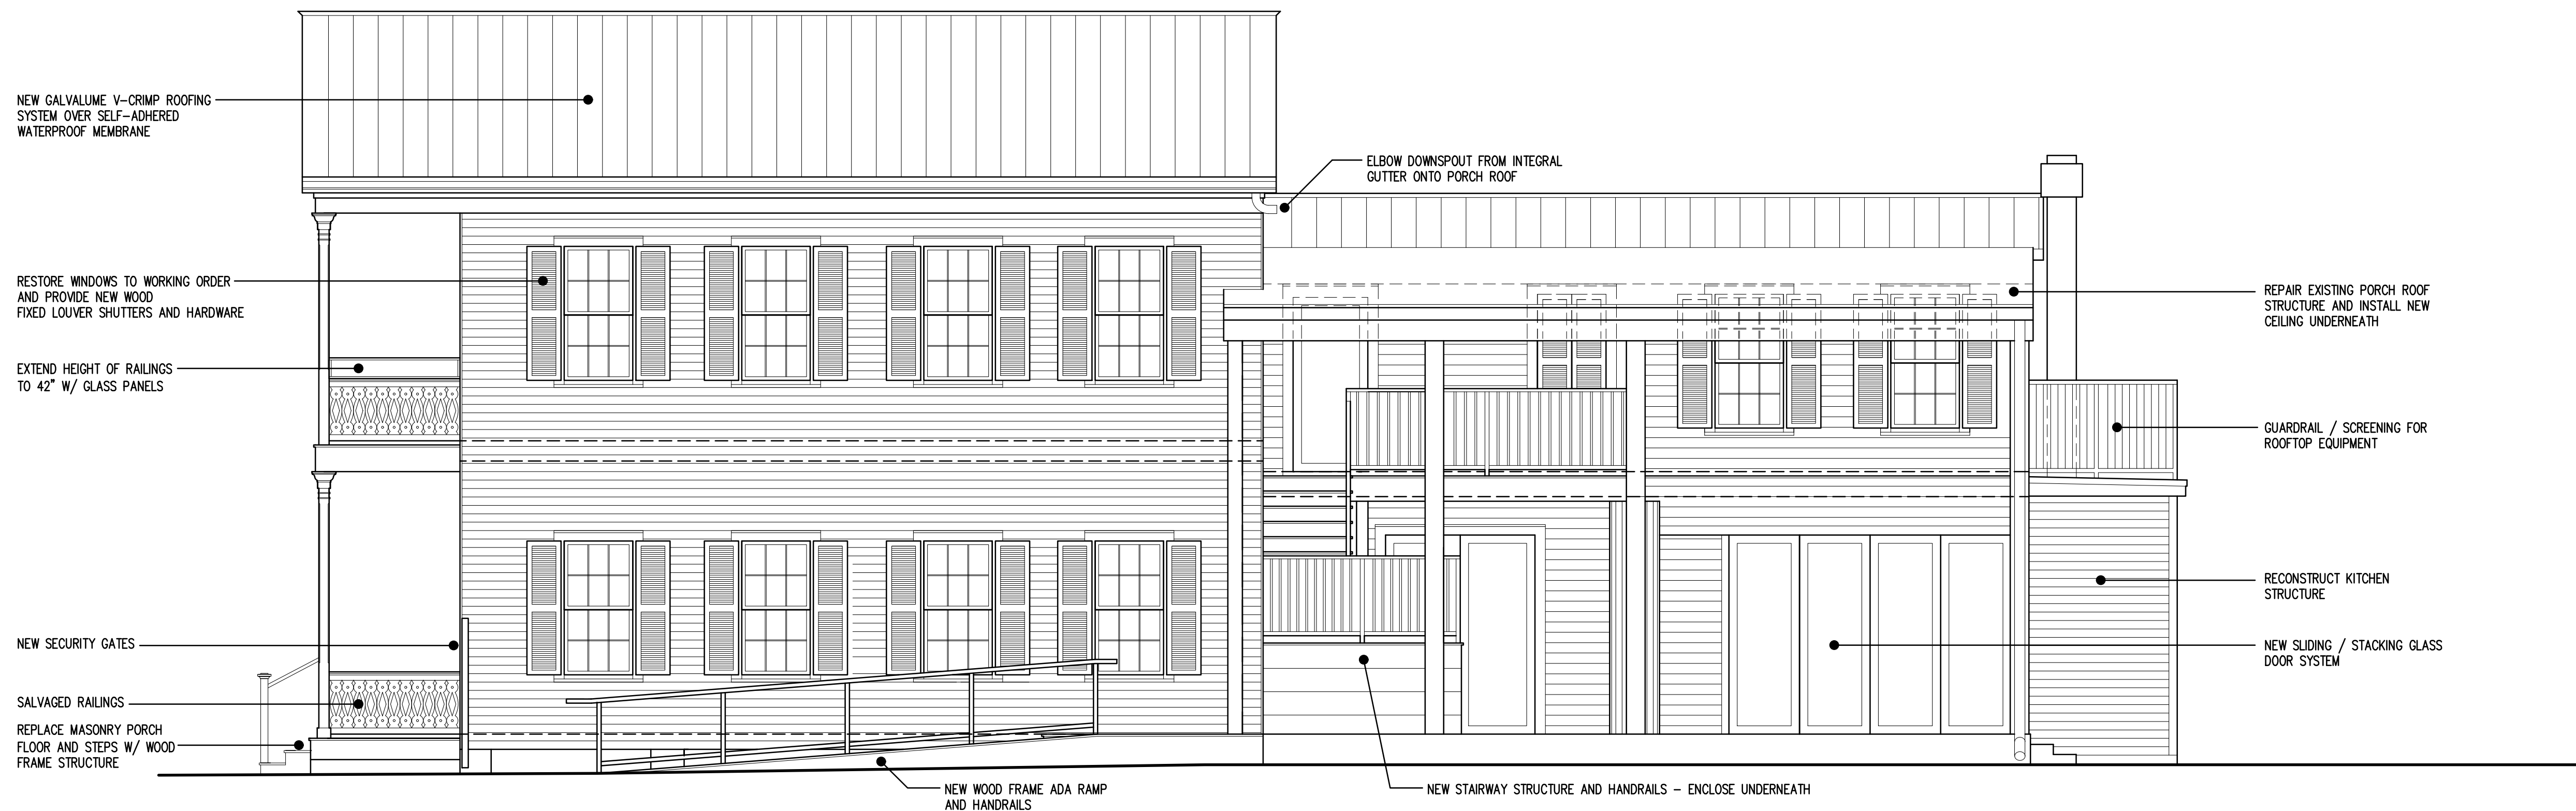 NEW GALVALUME V-CRIMP ROOFING
SYSTEM OVER SELF-ADHERED
WATERPROOF MEMBRANE
RESTORE WINDOWS TO WORKING ORDER
AND PROVIDE NEW WOOD
FIXED LOUVER SHUTTERS AND HARDWARE
EXTEND HEIGHT OF RAILINGS
TO 42" W/ GLASS PANELS
NEW SECURITY GATES
SALVAGED RAILINGS
REPLACE MASONRY PORCH
FLOOR AND STEPS W/ WOOD
FRAME STRUCTURE
ELBOW DOWNSPOUT FROM INTEGRAL
GUTTER ONTO PORCH ROOF
NEW WOOD FRAME ADA RAMP
AND HANDRAILS
NEW STAIRWAY STRUCTURE AND HANDRAILS - ENCLOSE UNDERNEATH
REPAIR EXISTING PORCH ROOF
STRUCTURE AND INSTALL NEW
CEILING UNDERNEATH
GUARDRAIL / SCREENING FOR
ROOFTOP EQUIPMENT
RECONSTRUCT KITCHEN
STRUCTURE
NEW SLIDING / STACKING GLASS
DOOR SYSTEM